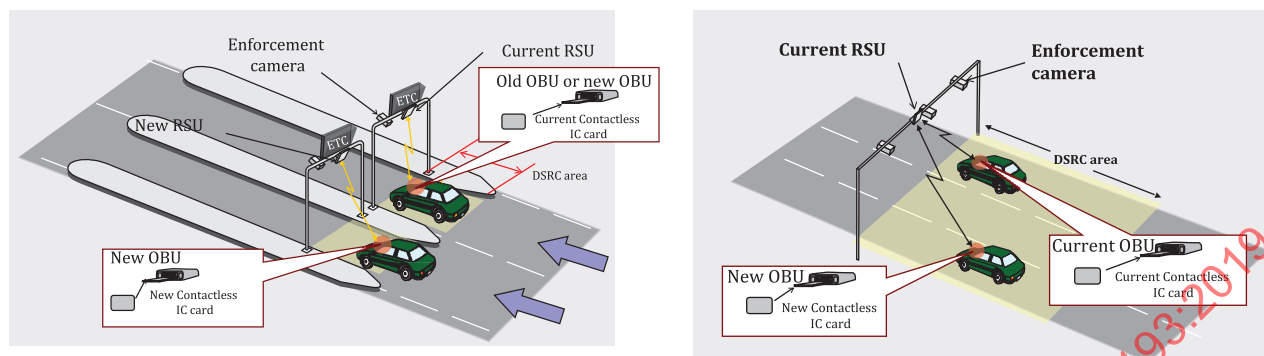 Enforcement
camera
Current RSU
Old OBU or new OBU
Current Contactless
IC card
ETC
New RSU
ETC
DSRC area
New OBU
New Contactless
IC card
Current RSU
Enforcement
camera
DSRC area
Current OBU
Current Contactless
IC card
New OBU
New Contactless
IC card
93:2019